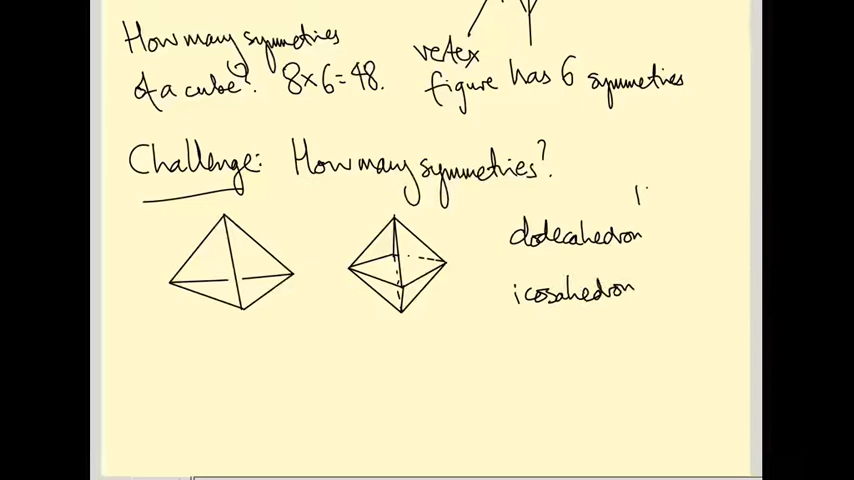 How many symmetries
of a cube? 8×6=48.
vertex
figure has 6 symmetries
Challenge: How many symmetries?
dodecahedron
icosahedron